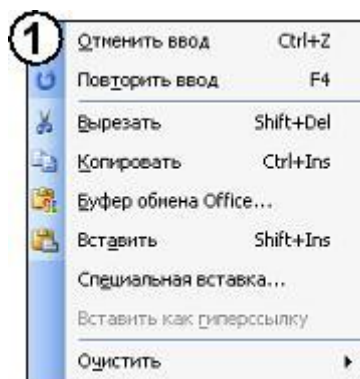 1
Отменить ввод Ctrl+Z
Повторить ввод F4
Вырезать Shift+Del
Копировать Ctrl+Ins
Буфер обмена Office...
Вставить Shift+Ins
Специальная вставка...
Вставить как гиперссылку
Очистить